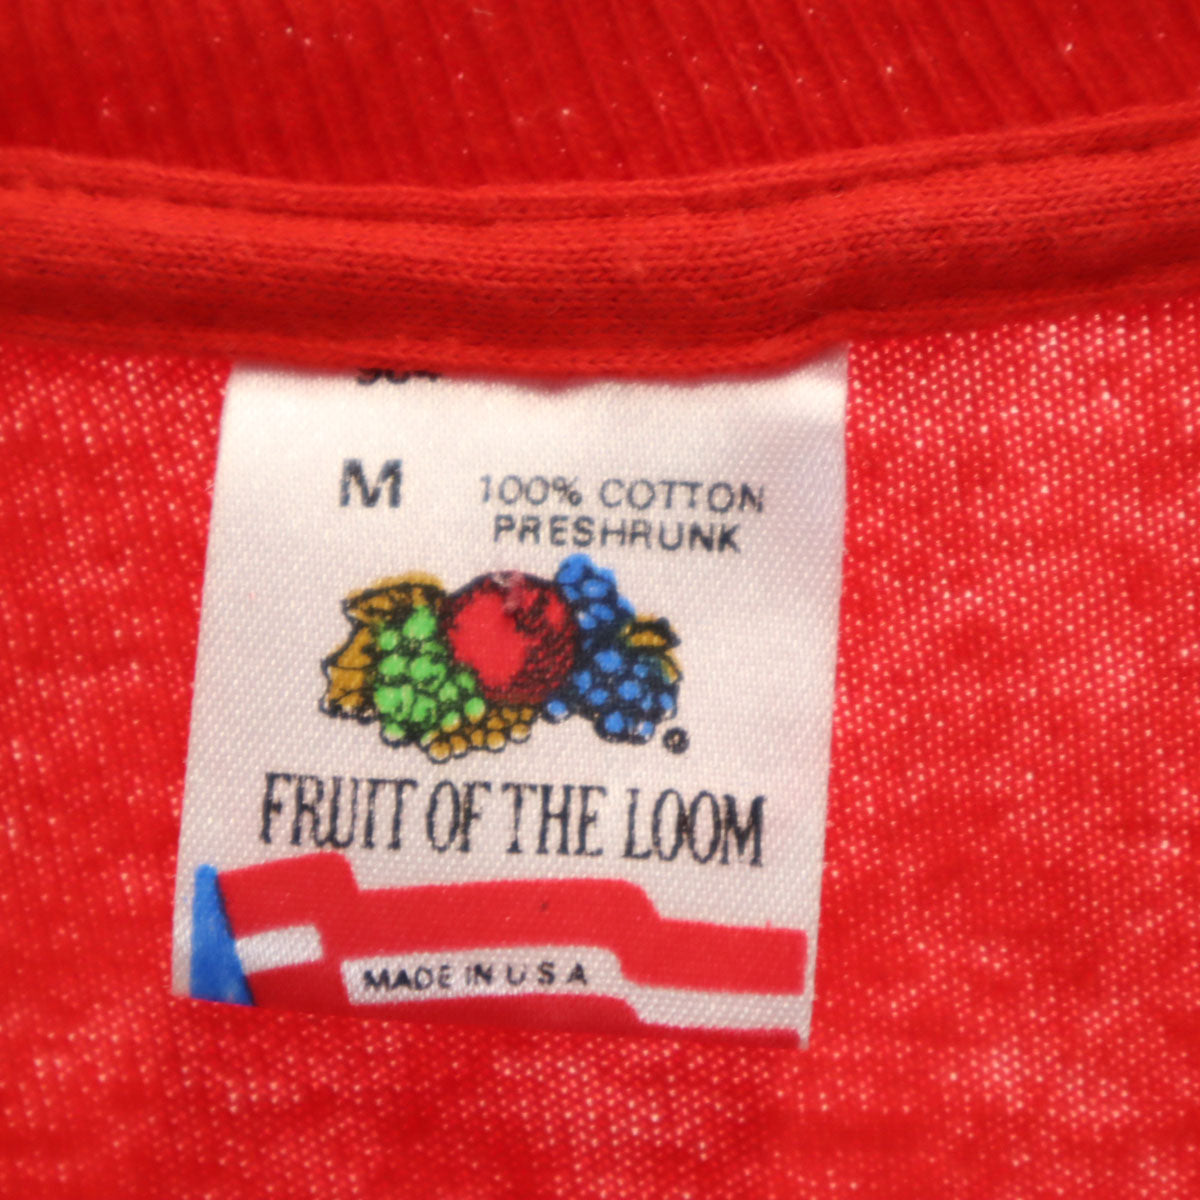 M
100% COTTON
PRESHRUNK
FRUIT OF THE LOOM
MADE IN U S A